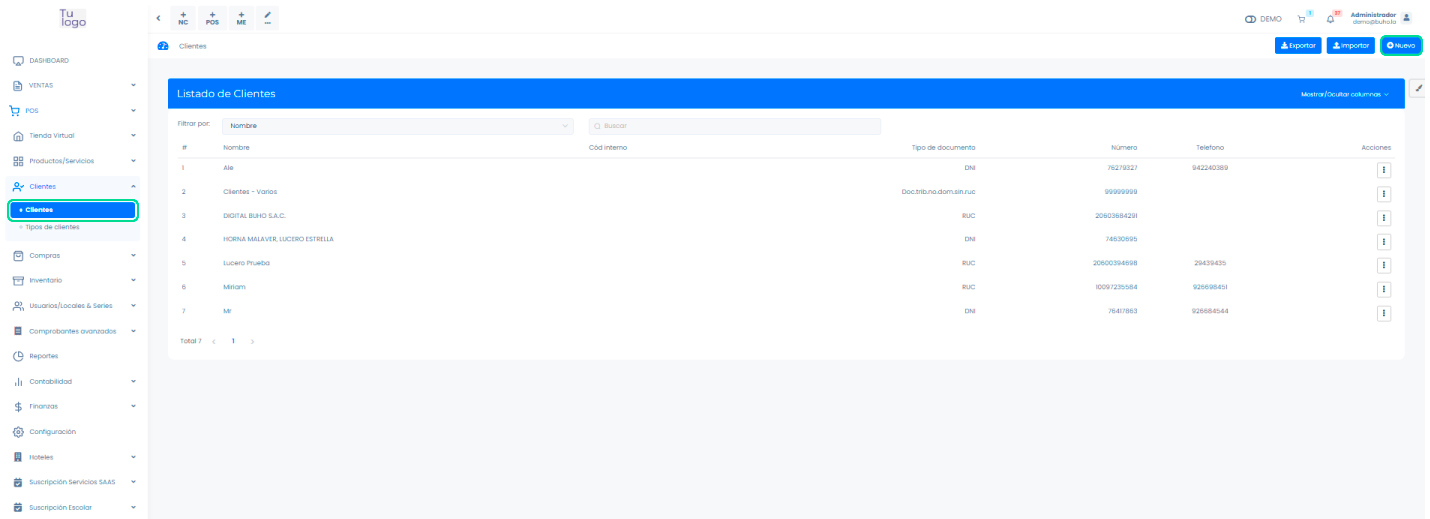 Tu logo
DASHBOARD
VENTAS
POS
Tienda Virtual
Productos/Servicios
Clientes
Clientes
Tipos de clientes
Compras
Inventario
Usuarios/Locales & Series
Comprobantes avanzados
Reportes
Contabilidad
Finanzas
Configuración
Hoteles
Suscripción Servicios SAAS
Suscripción Escolar
+ NC + POS + ME ...
DEMO 1 37 Administrador
demo@buho.la
Clientes Exportar Importar Nuevo
Listado de Clientes Mostrar/Ocultar columnas
Filtrar por: Nombre Buscar
# Nombre Cód interno Tipo de documento Número Telefono Acciones
1 Ale DNI 76279327 942240389
2 Clientes - Varios Doc.trib.no.dom.sin.ruc 99999999
3 DIGITAL BUHO S.A.C. RUC 20603684291
4 HORNA MALAVER, LUCERO ESTRELLA DNI 74630695
5 Lucero Prueba RUC 20600394698 29439435
6 Miriam RUC 10097235584 926698451
7 Mr DNI 76417863 926684544
Total 7 < 1 >